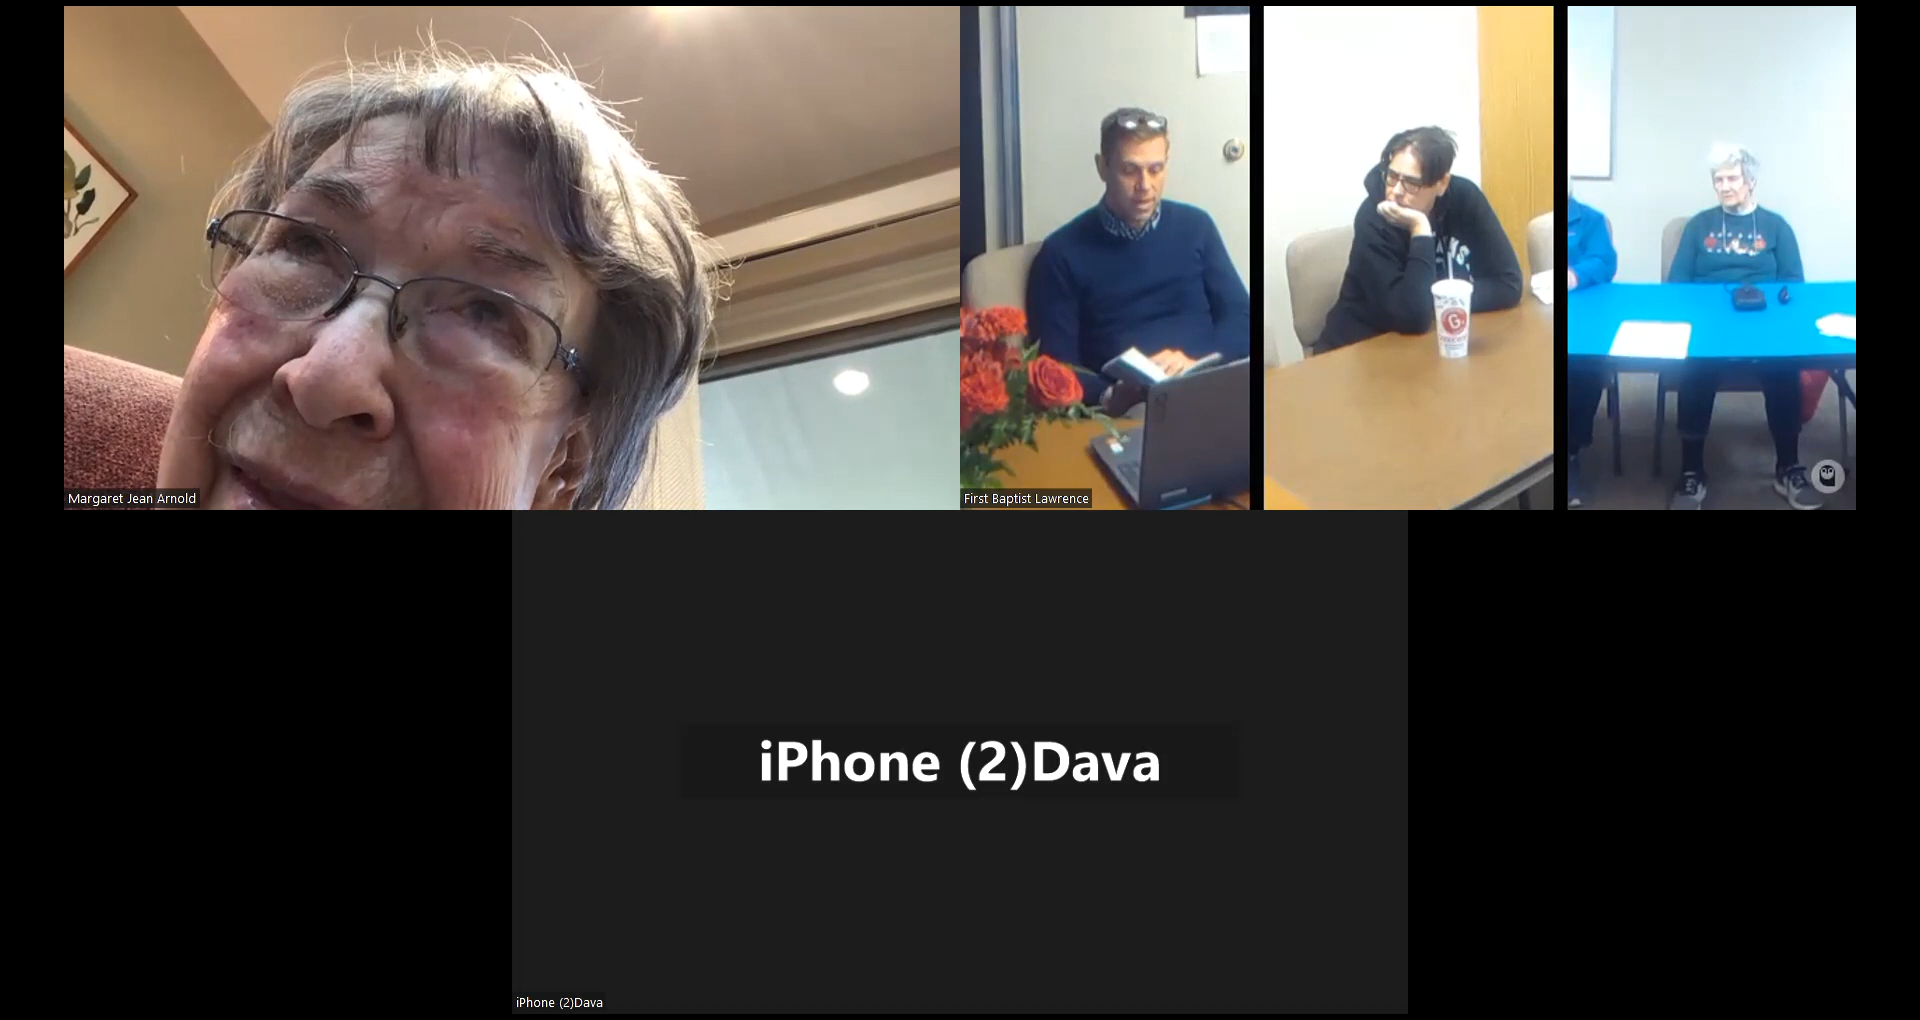 Margaret Jean Arnold
First Baptist Lawrence
G
iPhone (2)Dava
iPhone (2)Dava